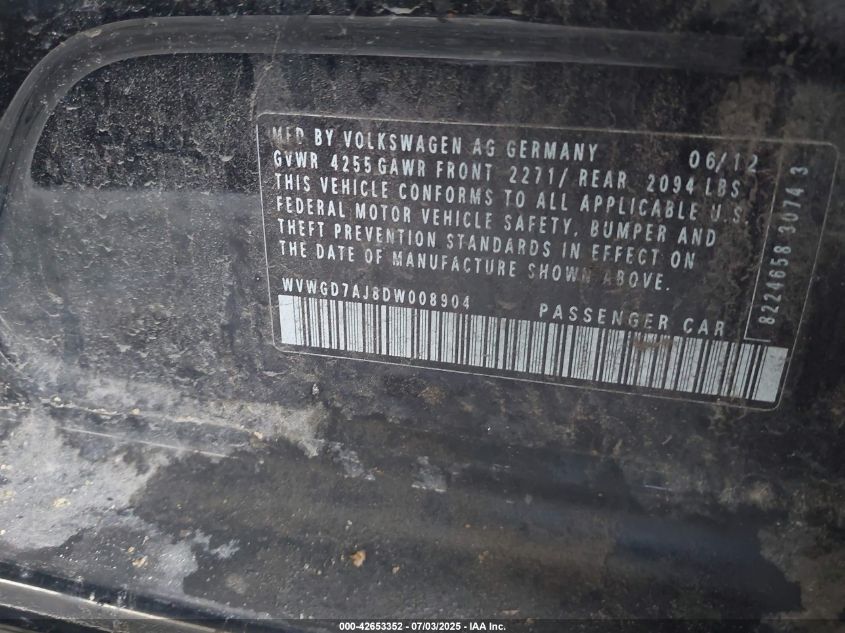 MFD BY VOLKSWAGEN AG GERMANY 06/12
GVWR 4255 GAWR FRONT 2271/ REAR 2094 LBS
THIS VEHICLE CONFORMS TO ALL APPLICABLE U.S.
FEDERAL MOTOR VEHICLE SAFETY, BUMPER AND
THEFT PREVENTION STANDARDS IN EFFECT ON
THE DATE OF MANUFACTURE SHOWN ABOVE.
WVWGD7AJ8DW008904 PASSENGER CAR
8224658 3074 3
000-42653352 - 07/03/2025 - IAA Inc.